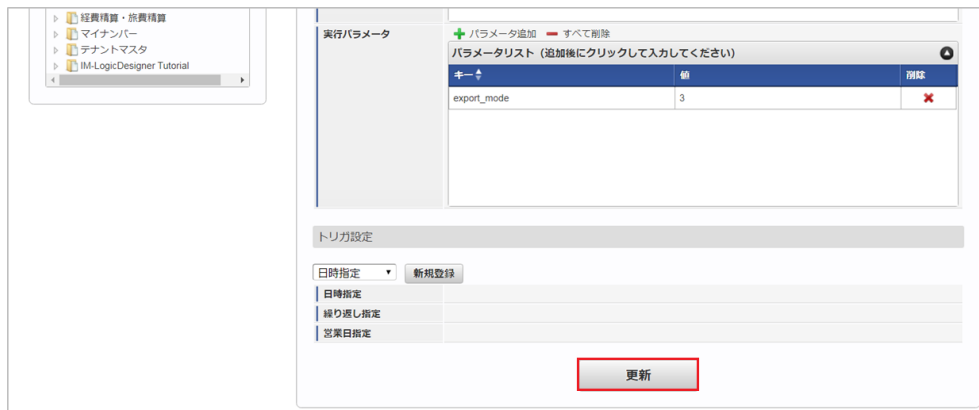 経費精算・旅費精算
マイナンバー
テナントマスタ
IM-LogicDesigner Tutorial
実行パラメータ
パラメータ追加 すべて削除
パラメータリスト（追加後にクリックして入力してください）
キー 値 削除
export_mode 3
トリガ設定
日時指定 新規登録
日時指定
繰り返し指定
営業日指定
更新